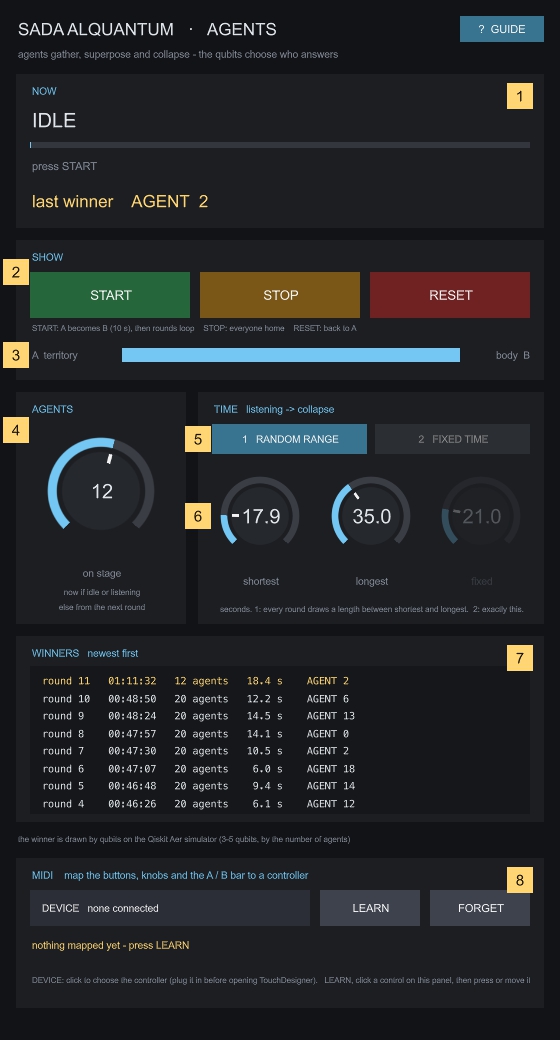 SADA ALQUANTUM · AGENTS
? GUIDE
agents gather, superpose and collapse - the qubits choose who answers
NOW
1
IDLE
press START
last winner AGENT 2
2
SHOW
START STOP RESET
START: A becomes B (10 s), then rounds loop STOP: everyone home RESET: back to A
3
A territory body B
AGENTS
4
12
on stage
now if idle or listening
else from the next round
TIME listening -> collapse
5
1 RANDOM RANGE 2 FIXED TIME
6
17.9 35.0 21.0
shortest longest fixed
seconds. 1: every round draws a length between shortest and longest. 2: exactly this.
WINNERS newest first
7
round 11 01:11:32 12 agents 18.4 s AGENT 2
round 10 00:48:50 20 agents 12.2 s AGENT 6
round 9 00:48:24 20 agents 14.5 s AGENT 13
round 8 00:47:57 20 agents 14.1 s AGENT 0
round 7 00:47:30 20 agents 10.5 s AGENT 2
round 6 00:47:07 20 agents 6.0 s AGENT 18
round 5 00:46:48 20 agents 9.4 s AGENT 14
round 4 00:46:26 20 agents 6.1 s AGENT 12
the winner is drawn by qubits on the Qiskit Aer simulator (3-5 qubits, by the number of agents)
MIDI map the buttons, knobs and the A / B bar to a controller
8
DEVICE none connected LEARN FORGET
nothing mapped yet - press LEARN
DEVICE: click to choose the controller (plug it in before opening TouchDesigner). LEARN, click a control on this panel, then press or move it